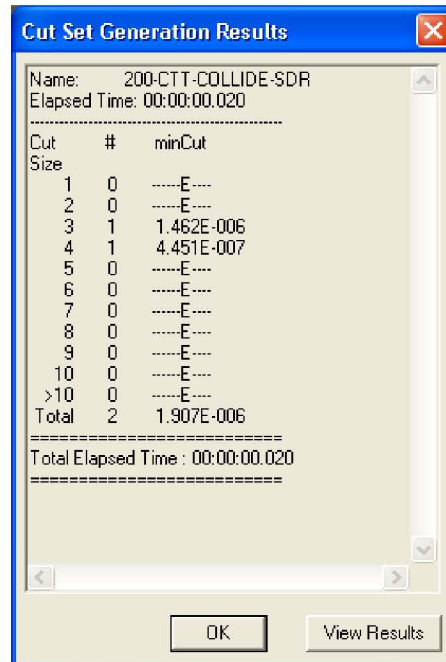 Cut Set Generation Results
Name: 200-CTT-COLLIDE-SDR
Elapsed Time: 00:00:00.020
------------------------------------------------
Cut # minCut
Size
1 0 ------E----
2 0 ------E----
3 1 1.462E-006
4 1 4.451E-007
5 0 ------E----
6 0 ------E----
7 0 ------E----
8 0 ------E----
9 0 ------E----
10 0 ------E----
>10 0 ------E----
Total 2 1.907E-006
==========================
Total Elapsed Time : 00:00:00.020
==========================
OK View Results